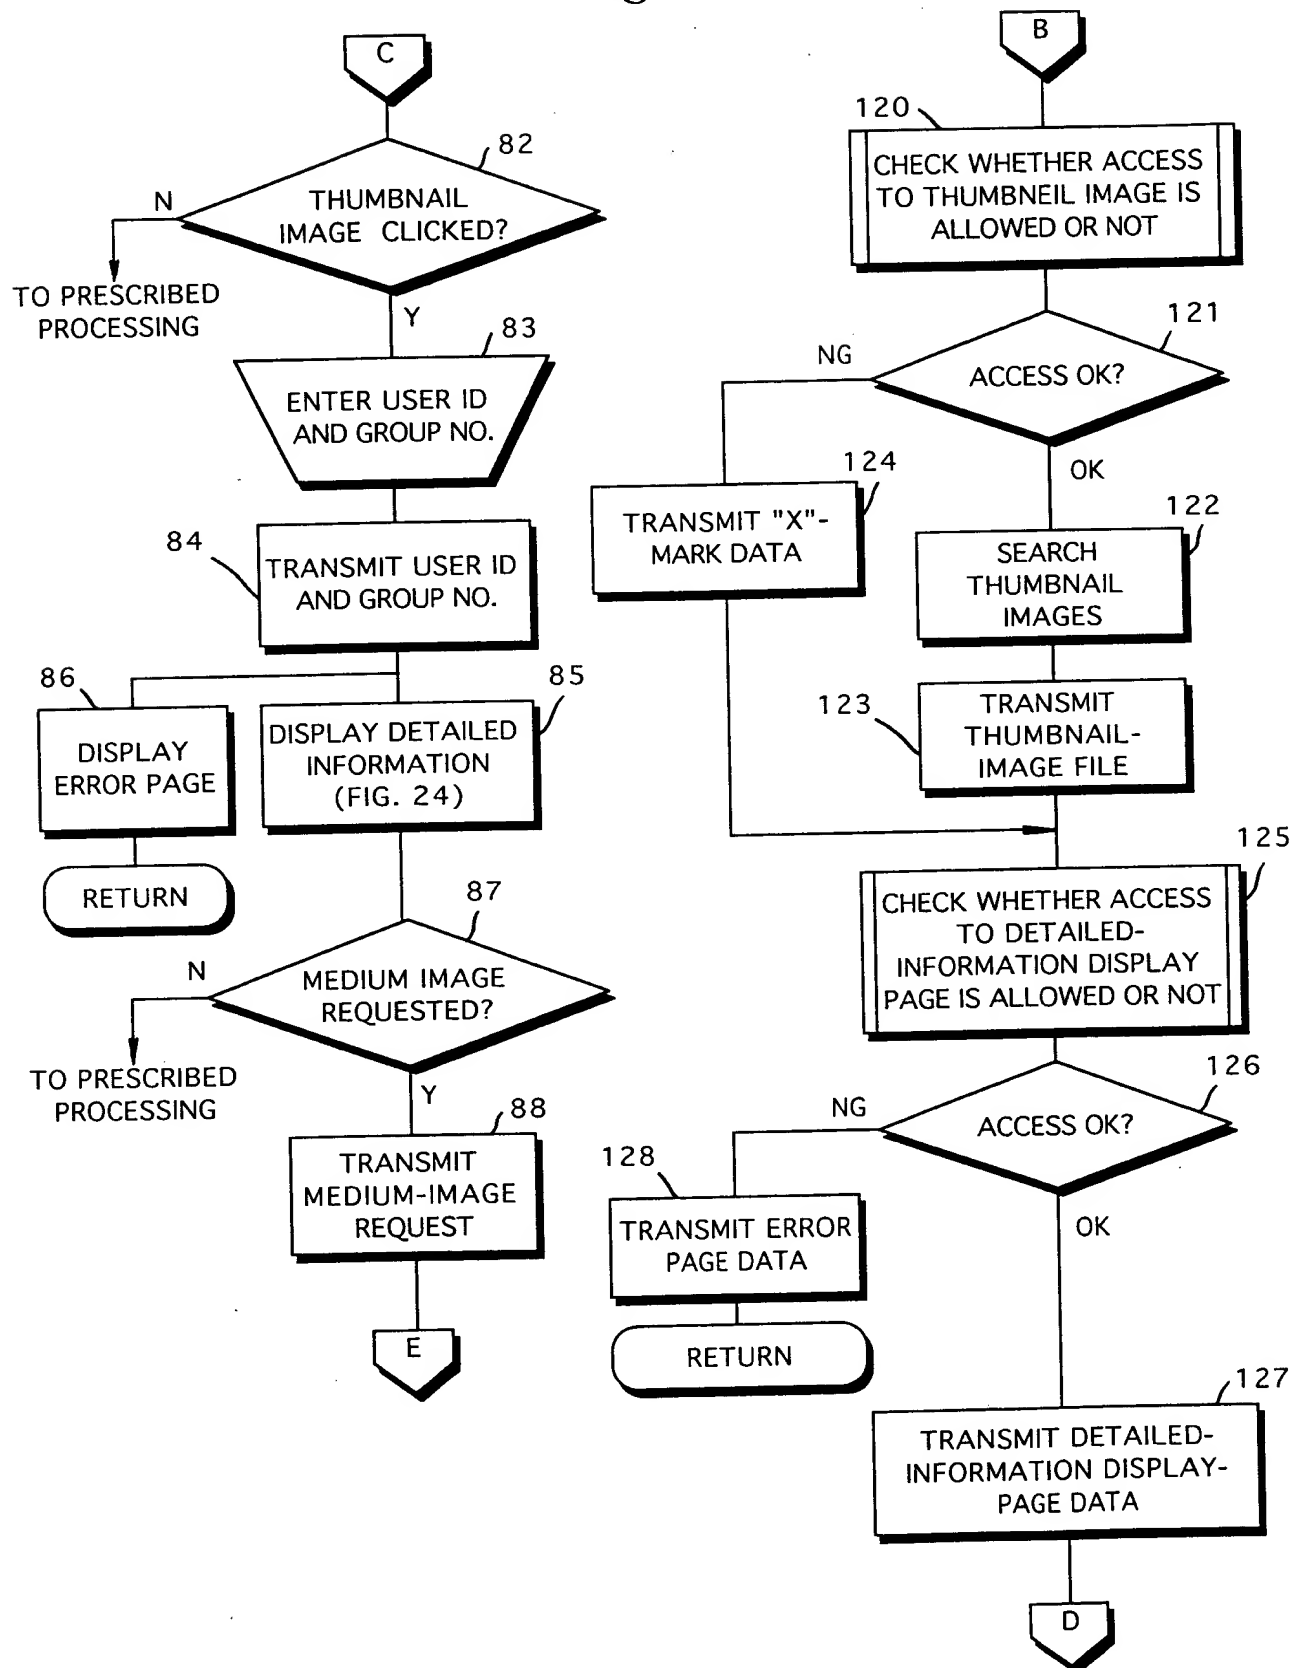 C
82
THUMBNAIL
IMAGE CLICKED?
N
TO PRESCRIBED
PROCESSING
Y
83
ENTER USER ID
AND GROUP NO.
84
TRANSMIT USER ID
AND GROUP NO.
86
DISPLAY
ERROR PAGE
RETURN
85
DISPLAY DETAILED
INFORMATION
(FIG. 24)
87
MEDIUM IMAGE
REQUESTED?
N
TO PRESCRIBED
PROCESSING
Y
88
TRANSMIT
MEDIUM-IMAGE
REQUEST
E
B
120
CHECK WHETHER ACCESS
TO THUMBNEIL IMAGE IS
ALLOWED OR NOT
121
ACCESS OK?
NG
OK
124
TRANSMIT "X"-
MARK DATA
122
SEARCH
THUMBNAIL
IMAGES
123
TRANSMIT
THUMBNAIL-
IMAGE FILE
125
CHECK WHETHER ACCESS
TO DETAILED-
INFORMATION DISPLAY
PAGE IS ALLOWED OR NOT
126
ACCESS OK?
NG
OK
128
TRANSMIT ERROR
PAGE DATA
RETURN
127
TRANSMIT DETAILED-
INFORMATION DISPLAY-
PAGE DATA
D